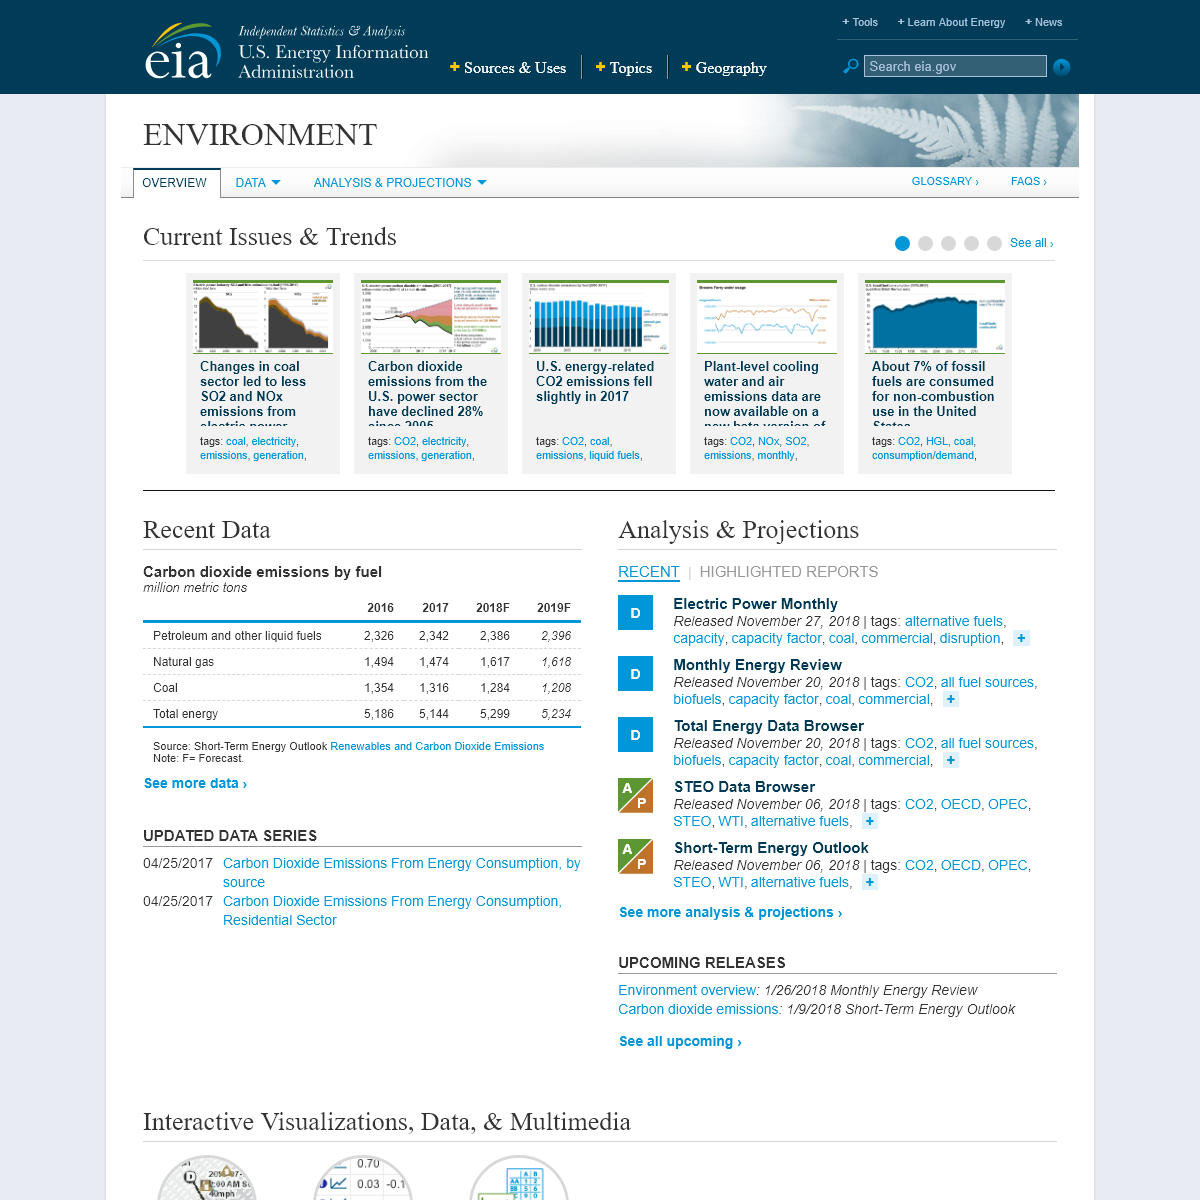 Independent Statistics & Analysis
U.S. Energy Information
Administration
eia
+ Tools
+ Learn About Energy
+ News
+ Sources & Uses
+ Topics
+ Geography
Search eia.gov
ENVIRONMENT
OVERVIEW
DATA
ANALYSIS & PROJECTIONS
GLOSSARY ›
FAQS ›
Current Issues & Trends
See all ›
Changes in coal
sector led to less
SO2 and NOx
emissions from
electric power
tags: coal, electricity,
emissions, generation,
Carbon dioxide
emissions from the
U.S. power sector
have declined 28%
since 2005
tags: CO2, electricity,
emissions, generation,
U.S. energy-related
CO2 emissions fell
slightly in 2017
tags: CO2, coal,
emissions, liquid fuels,
Plant-level cooling
water and air
emissions data are
now available on a
new beta version of
tags: CO2, NOx, SO2,
emissions, monthly,
About 7% of fossil
fuels are consumed
for non-combustion
use in the United
States
tags: CO2, HGL, coal,
consumption/demand,
Recent Data
Carbon dioxide emissions by fuel
million metric tons
2016 2017 2018F 2019F
Petroleum and other liquid fuels 2,326 2,342 2,386 2,396
Natural gas 1,494 1,474 1,617 1,618
Coal 1,354 1,316 1,284 1,208
Total energy 5,186 5,144 5,299 5,234
Source: Short-Term Energy Outlook Renewables and Carbon Dioxide Emissions
Note: F= Forecast.
See more data ›
UPDATED DATA SERIES
04/25/2017 Carbon Dioxide Emissions From Energy Consumption, by
source
04/25/2017 Carbon Dioxide Emissions From Energy Consumption,
Residential Sector
Analysis & Projections
RECENT | HIGHLIGHTED REPORTS
D
Electric Power Monthly
Released November 27, 2018 | tags: alternative fuels,
capacity, capacity factor, coal, commercial, disruption, +
D
Monthly Energy Review
Released November 20, 2018 | tags: CO2, all fuel sources,
biofuels, capacity factor, coal, commercial, +
D
Total Energy Data Browser
Released November 20, 2018 | tags: CO2, all fuel sources,
biofuels, capacity factor, coal, commercial, +
A P
STEO Data Browser
Released November 06, 2018 | tags: CO2, OECD, OPEC,
STEO, WTI, alternative fuels, +
A P
Short-Term Energy Outlook
Released November 06, 2018 | tags: CO2, OECD, OPEC,
STEO, WTI, alternative fuels, +
See more analysis & projections ›
UPCOMING RELEASES
Environment overview: 1/26/2018 Monthly Energy Review
Carbon dioxide emissions: 1/9/2018 Short-Term Energy Outlook
See all upcoming ›
Interactive Visualizations, Data, & Multimedia
D
0.70
0.03 -0.1
A B